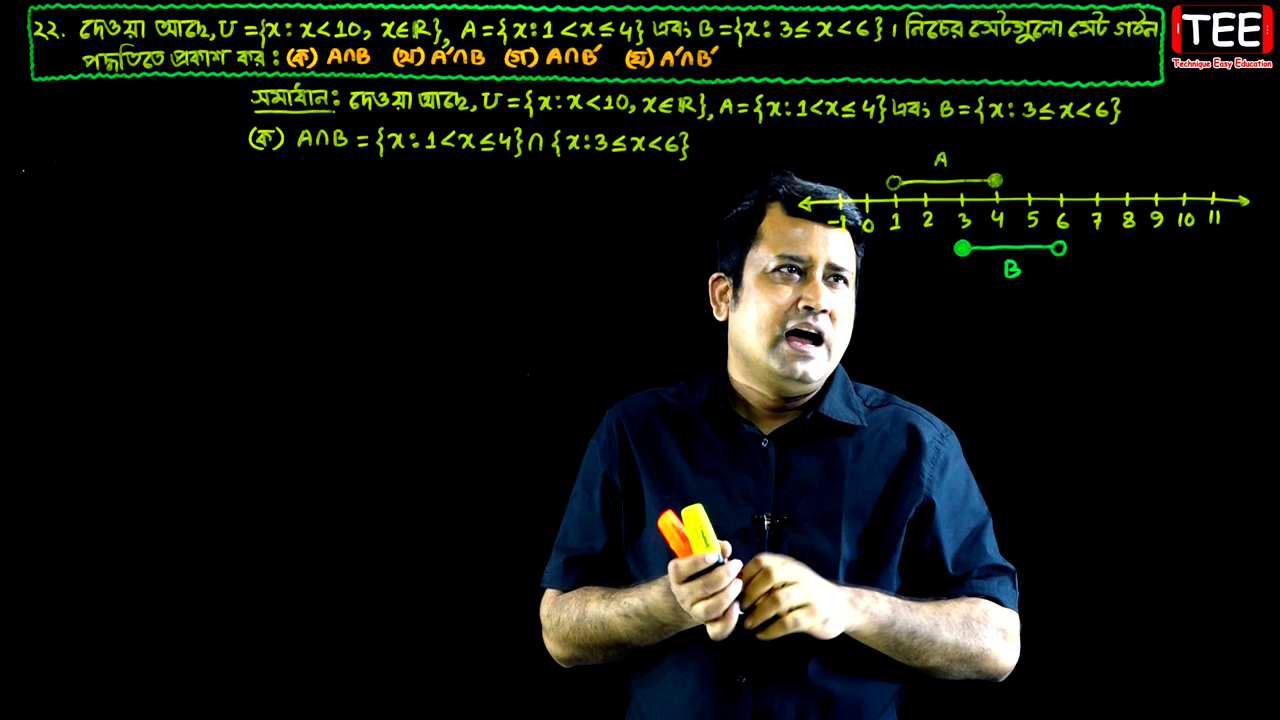 ২২. দেওয়া আছে, U = {x : x < 10, x ∈ ℝ}, A = {x : 1 < x ≤ 4} এবং B = {x : 3 ≤ x < 6} । নিচের সেটগুলো সেট গঠন
পদ্ধতিতে প্রকাশ কর : (ক) A∩B (খ) A′∩B (গ) A∩B′ (ঘ) A′∩B′
TEE
Technique Easy Education
সমাধান : দেওয়া আছে, U = {x : x < 10, x ∈ ℝ}, A = {x : 1 < x ≤ 4} এবং B = {x : 3 ≤ x < 6}
(ক) A∩B = {x : 1 < x ≤ 4} ∩ {x : 3 ≤ x < 6}
A
-1 0 1 2 3 4 5 6 7 8 9 10 11
B